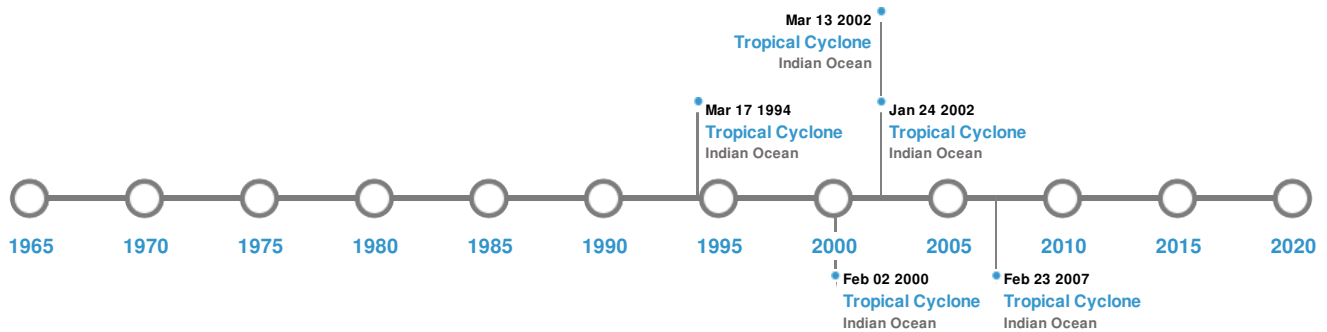 Mar 13 2002
Tropical Cyclone
Indian Ocean
Mar 17 1994
Tropical Cyclone
Indian Ocean
Jan 24 2002
Tropical Cyclone
Indian Ocean
1965 1970 1975 1980 1985 1990 1995 2000 2005 2010 2015 2020
Feb 02 2000
Tropical Cyclone
Indian Ocean
Feb 23 2007
Tropical Cyclone
Indian Ocean